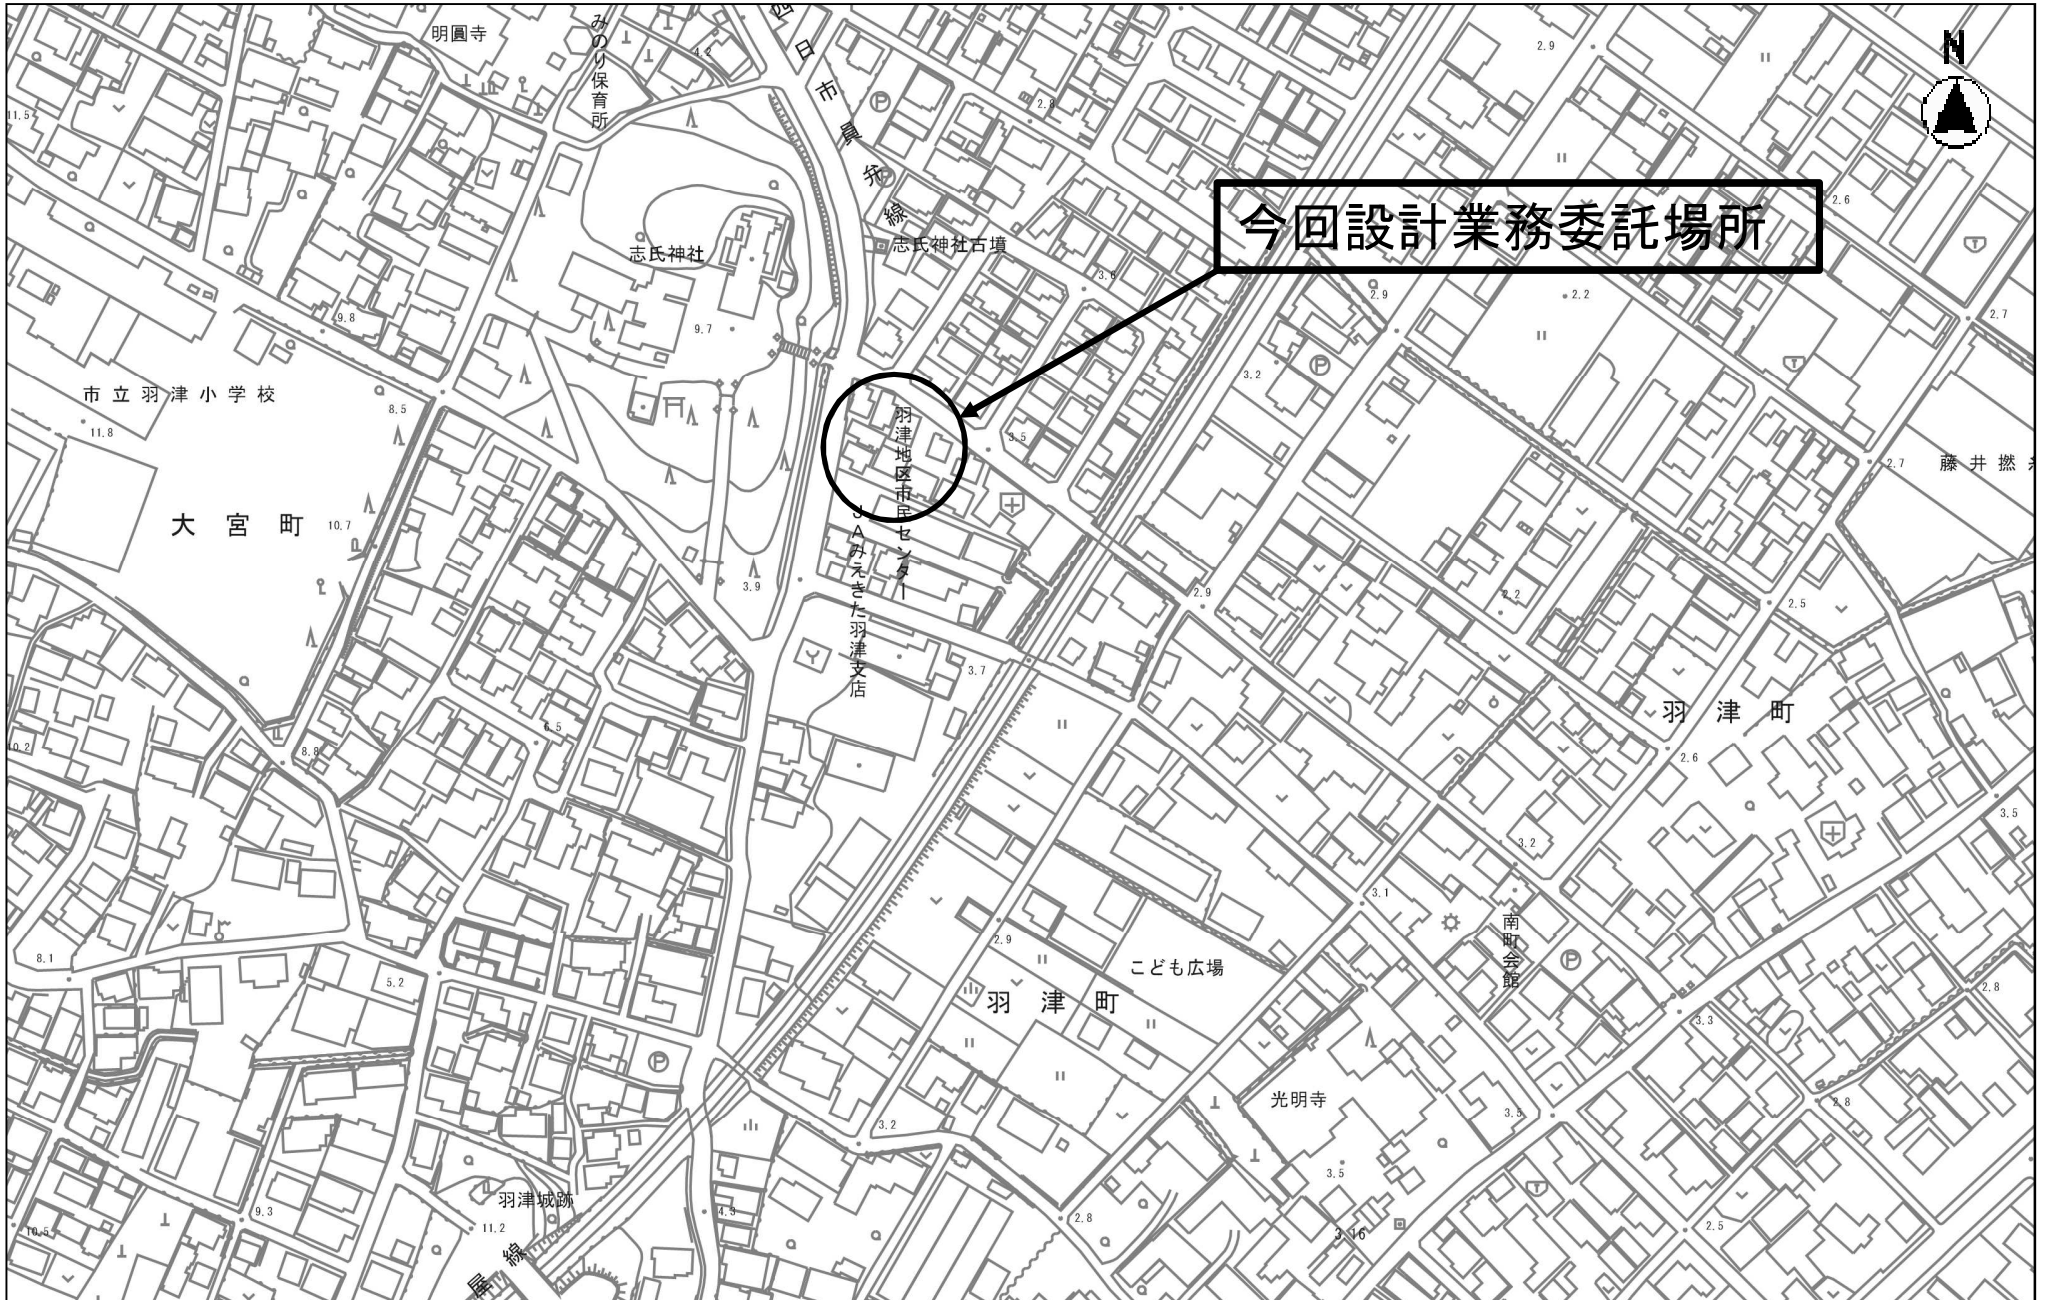 明圓寺
みのり保育所
四日市員弁線
N
今回設計業務委託場所
志氏神社
志氏神社古墳
市立羽津小学校
大宮町
羽津地区市民センター
JAみえきた羽津支店
藤井撚
羽津町
南町会館
こども広場
羽津町
光明寺
羽津城跡
線
4.2
2.9
11.5
2.8
2.6
3.6
2.9
2.2
2.7
9.8
9.7
3.2
8.5
11.8
3.5
2.7
10.7
3.9
2.9
2.2
2.5
3.7
6.5
10.2
8.8
2.6
3.5
3.2
3.1
2.9
8.1
5.2
2.8
3.3
3.5
2.8
3.2
3.5
9.3
10.5
11.2
4.3
2.8
2.5
3.16